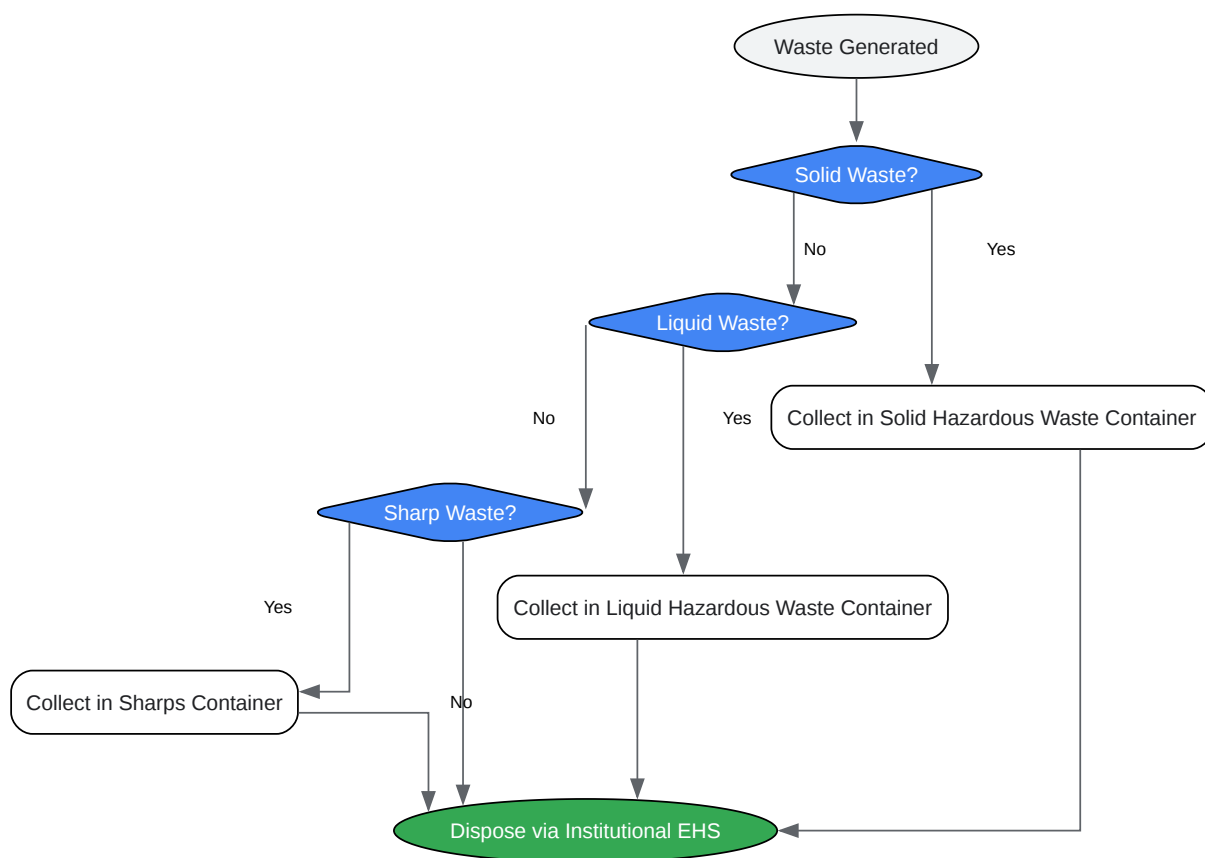 Waste Generated
Solid Waste?
No
Yes
Liquid Waste?
No
Yes
Collect in Solid Hazardous Waste Container
Sharp Waste?
Yes
Collect in Liquid Hazardous Waste Container
Collect in Sharps Container
No
Dispose via Institutional EHS